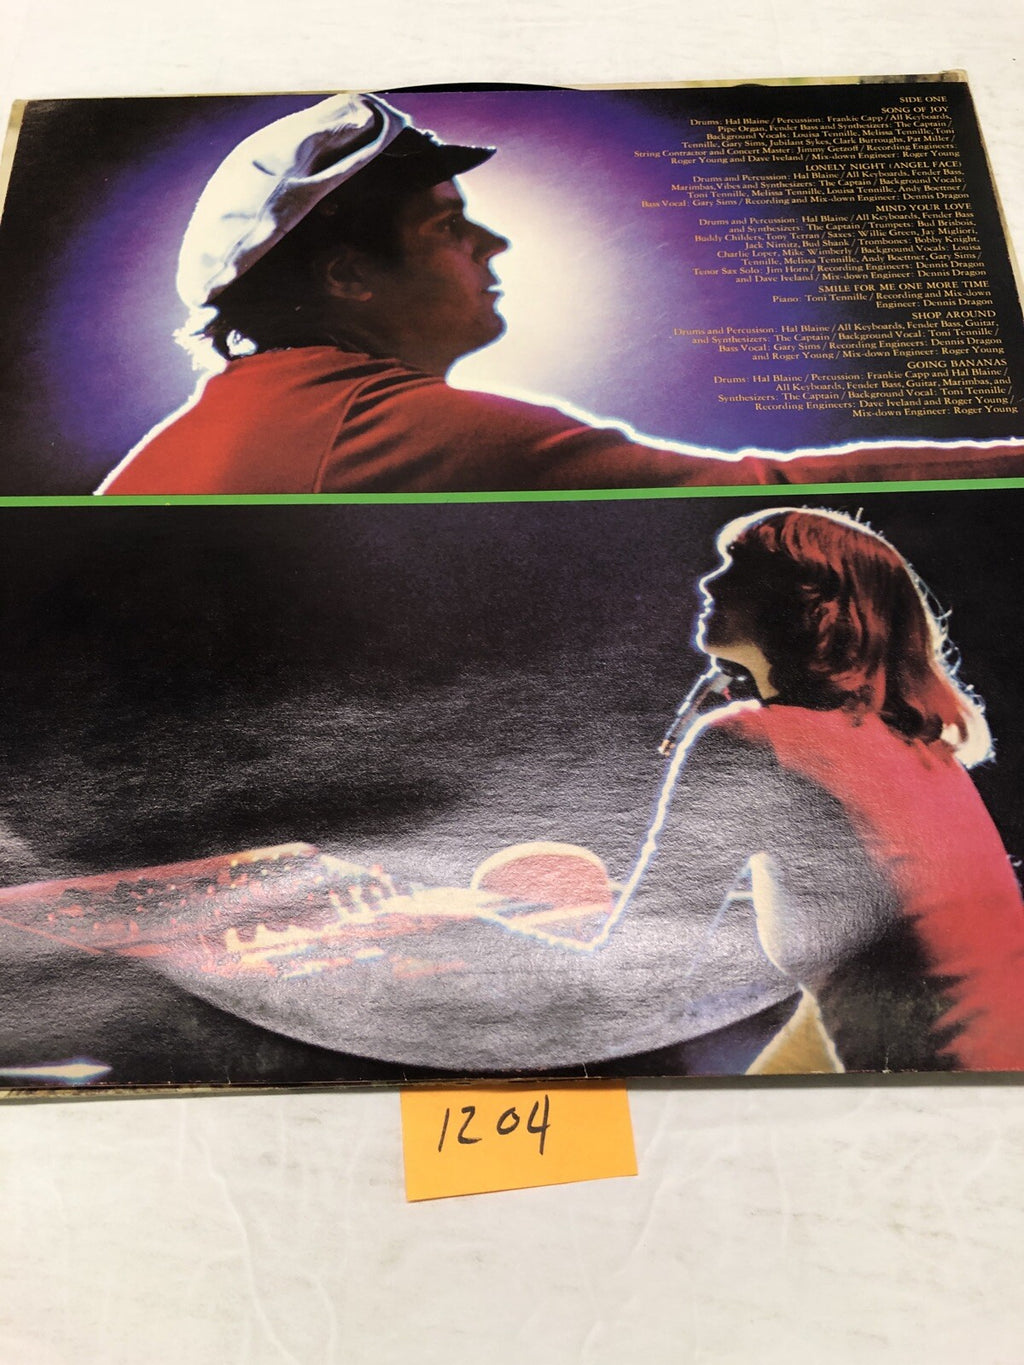 SIDE ONE
SONG OF JOY
Drums: Hal Blaine / Percussion: Frankie Capp / All Keyboards,
Pipe Organ, Fender Bass and Synthesizers: The Captain /
Background Vocals: Louisa Tennille, Melissa Tennille, Toni
Tennille, Gary Sims, Jubilant Sykes, Clark Burroughs, Pat Miller /
String Contractor and Concert Master: Jimmy Getzoff / Recording Engineers:
Roger Young and Dave Iveland / Mix-down Engineer: Roger Young
LONELY NIGHT (ANGEL FACE)
Drums and Percussion: Hal Blaine / All Keyboards, Fender Bass,
Marimbas, Vibes and Synthesizers: The Captain / Background Vocals:
Toni Tennille, Melissa Tennille, Louisa Tennille, Andy Boettner /
Bass Vocal: Gary Sims / Recording and Mix-down Engineer: Dennis Dragon
MIND YOUR LOVE
Drums and Percussion: Hal Blaine / All Keyboards, Fender Bass
and Synthesizers: The Captain / Trumpets: Bud Brisbois,
Buddy Childers, Tony Terran / Saxes: Willie Green, Jay Migliori,
Jack Nimitz, Bud Shank / Trombones: Bobby Knight,
Charlie Loper, Mike Wimberly / Background Vocals: Louisa
Tennille, Melissa Tennille, Andy Boettner, Gary Sims /
Tenor Sax Solo: Jim Horn / Recording Engineers: Dennis Dragon
and Dave Iveland / Mix-down Engineer: Dennis Dragon
SMILE FOR ME ONE MORE TIME
Piano: Toni Tennille / Recording and Mix-down
Engineer: Dennis Dragon
SHOP AROUND
Drums and Percusision: Hal Blaine / All Keyboards, Fender Bass, Guitar,
and Synthesizers: The Captain / Background Vocal: Toni Tennille /
Bass Vocal: Gary Sims / Recording Engineers: Dennis Dragon
and Roger Young / Mix-down Engineer: Roger Young
GOING BANANAS
Drums: Hal Blaine / Percussion: Frankie Capp and Hal Blaine /
All Keyboards, Fender Bass, Guitar, Marimbas, and
Synthesizers: The Captain / Background Vocal: Toni Tennille /
Recording Engineers: Dave Iveland and Roger Young /
Mix-down Engineer: Roger Young
1204